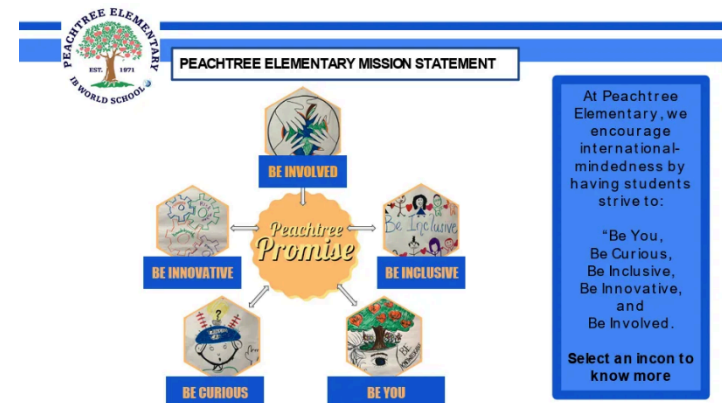 PEACHTREE ELEMENTARY
EST. 1971
IB WORLD SCHOOL
PEACHTREE ELEMENTARY MISSION STATEMENT
BE INVOLVED
Peachtree
Promise
BE INNOVATIVE
Be Inclusive
BE INCLUSIVE
?
BE CURIOUS
BE
BE YOU
At Peachtree
Elementary, we
encourage
international-
mindedness by
having students
strive to:
“Be You,
Be Curious,
Be Inclusive,
Be Innovative,
and
Be Involved.
Select an incon to
know more